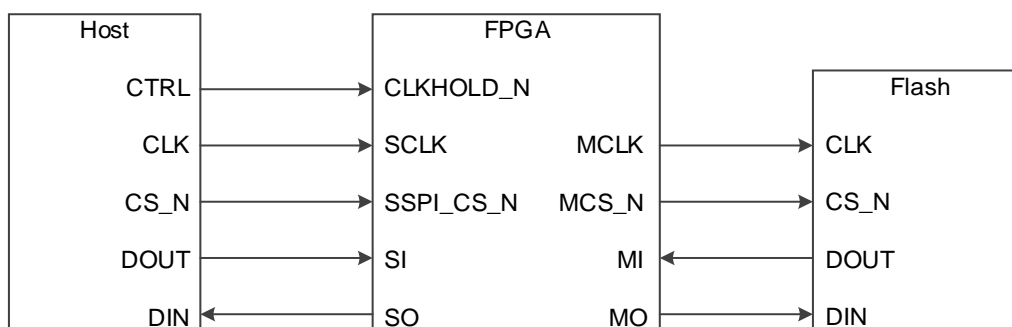 Host
CTRL
CLK
CS_N
DOUT
DIN
FPGA
CLKHOLD_N
SCLK
SSPI_CS_N
SI
SO
MCLK
MCS_N
MI
MO
Flash
CLK
CS_N
DOUT
DIN